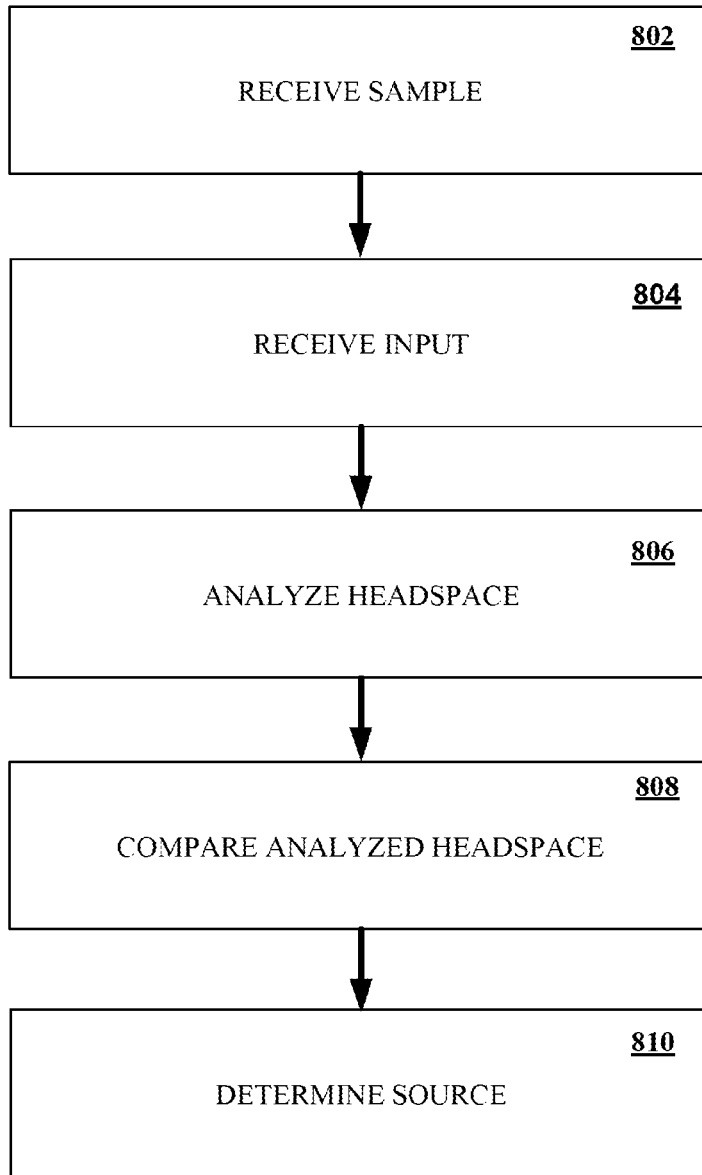 802
RECEIVE SAMPLE
804
RECEIVE INPUT
806
ANALYZE HEADSPACE
808
COMPARE ANALYZED HEADSPACE
810
DETERMINE SOURCE